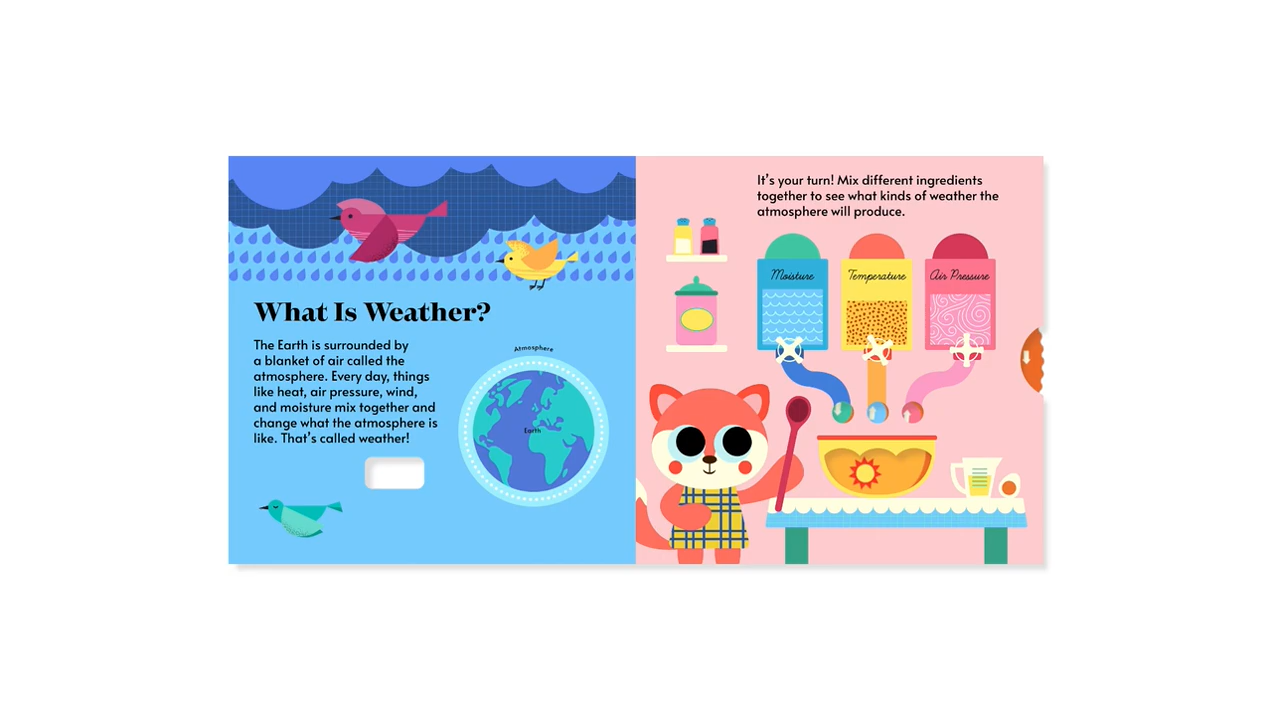 What Is Weather?
The Earth is surrounded by
a blanket of air called the
atmosphere. Every day, things
like heat, air pressure, wind,
and moisture mix together and
change what the atmosphere is
like. That's called weather!
Atmosphere
Earth
It's your turn! Mix different ingredients
together to see what kinds of weather the
atmosphere will produce.
Moisture
Temperature
Air Pressure